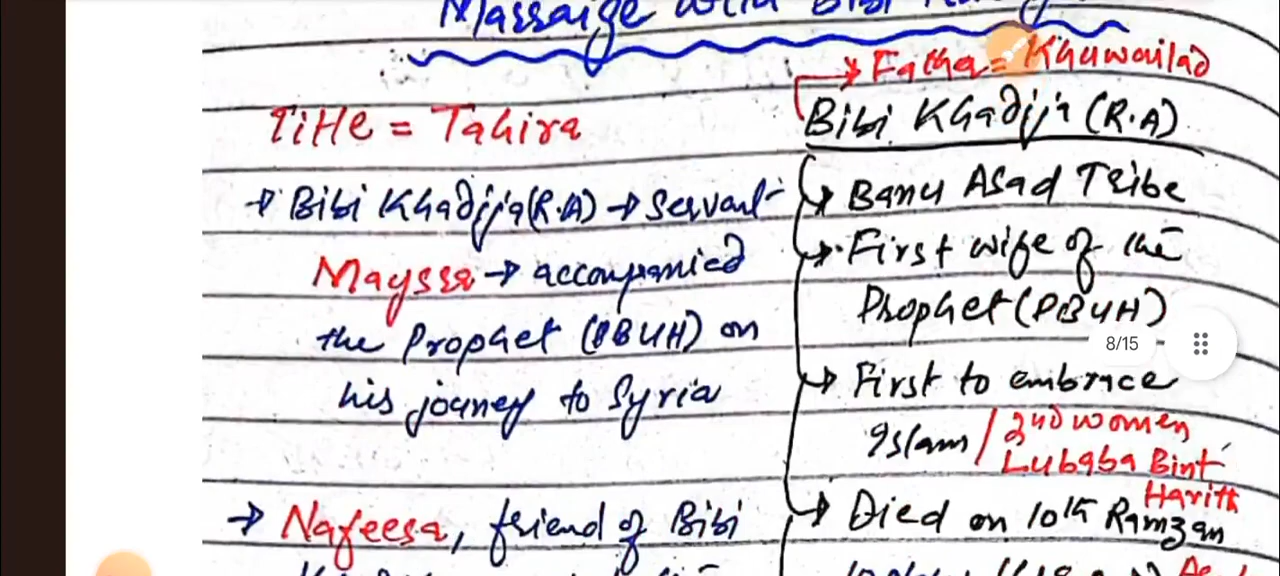 Title = Tahira
→ Bibi Khadija(R.A) → Servant
Maysra → accompanied
the Prophet (PBUH) on
his journey to Syria
→ Nafeesa, friend of Bibi
→ Father = Khuwailad
Bibi Khadija (R.A)
→ Banu Asad Tribe
→ First wife of the
Prophet (PBUH)
8/15
→ First to embrace
Islam / 2nd women
Lubaba Bint
Harith
→ Died on 10th Ramzan